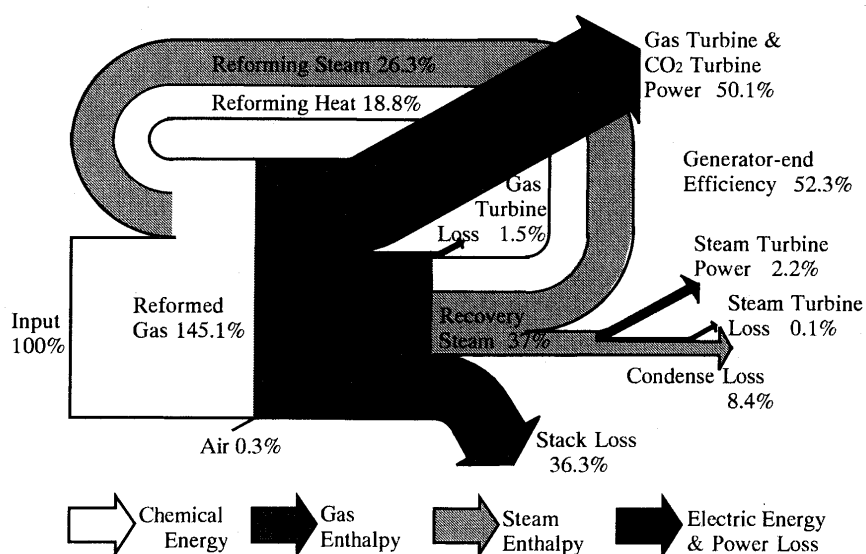 Reforming Steam 26.3%
Reforming Heat 18.8%
Gas Turbine &
CO2 Turbine
Power 50.1%
Generator-end
Efficiency 52.3%
Gas
Turbine
Loss 1.5%
Steam Turbine
Power 2.2%
Steam Turbine
Loss 0.1%
Input
100%
Reformed
Gas 145.1%
Recovery
Steam 37%
Condense Loss
8.4%
Air 0.3%
Stack Loss
36.3%
Chemical
Energy
Gas
Enthalpy
Steam
Enthalpy
Electric Energy
& Power Loss